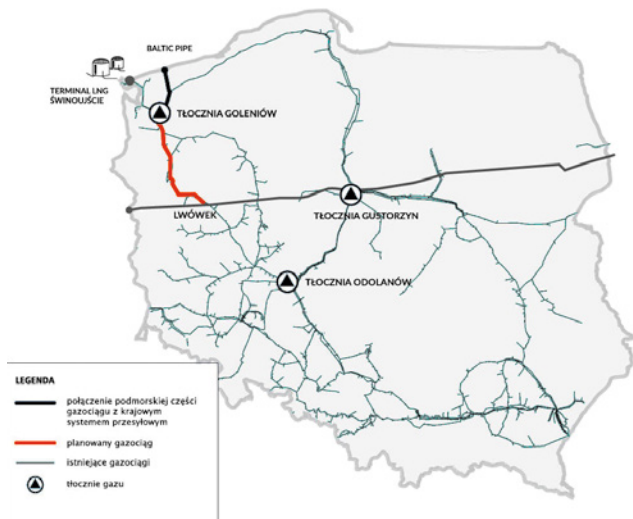 BALTIC PIPE
TERMINAL LNG
ŚWINOUJŚCIE
TŁOCZNIA GOLENIÓW
LWÓWEK
TŁOCZNIA GUSTORZYN
TŁOCZNIA ODOLANÓW
LEGENDA
połączenie podmorskiej części
gazociągu z krajowym
systemem przesyłowym
planowany gazociąg
istniejące gazociągi
tłocznie gazu